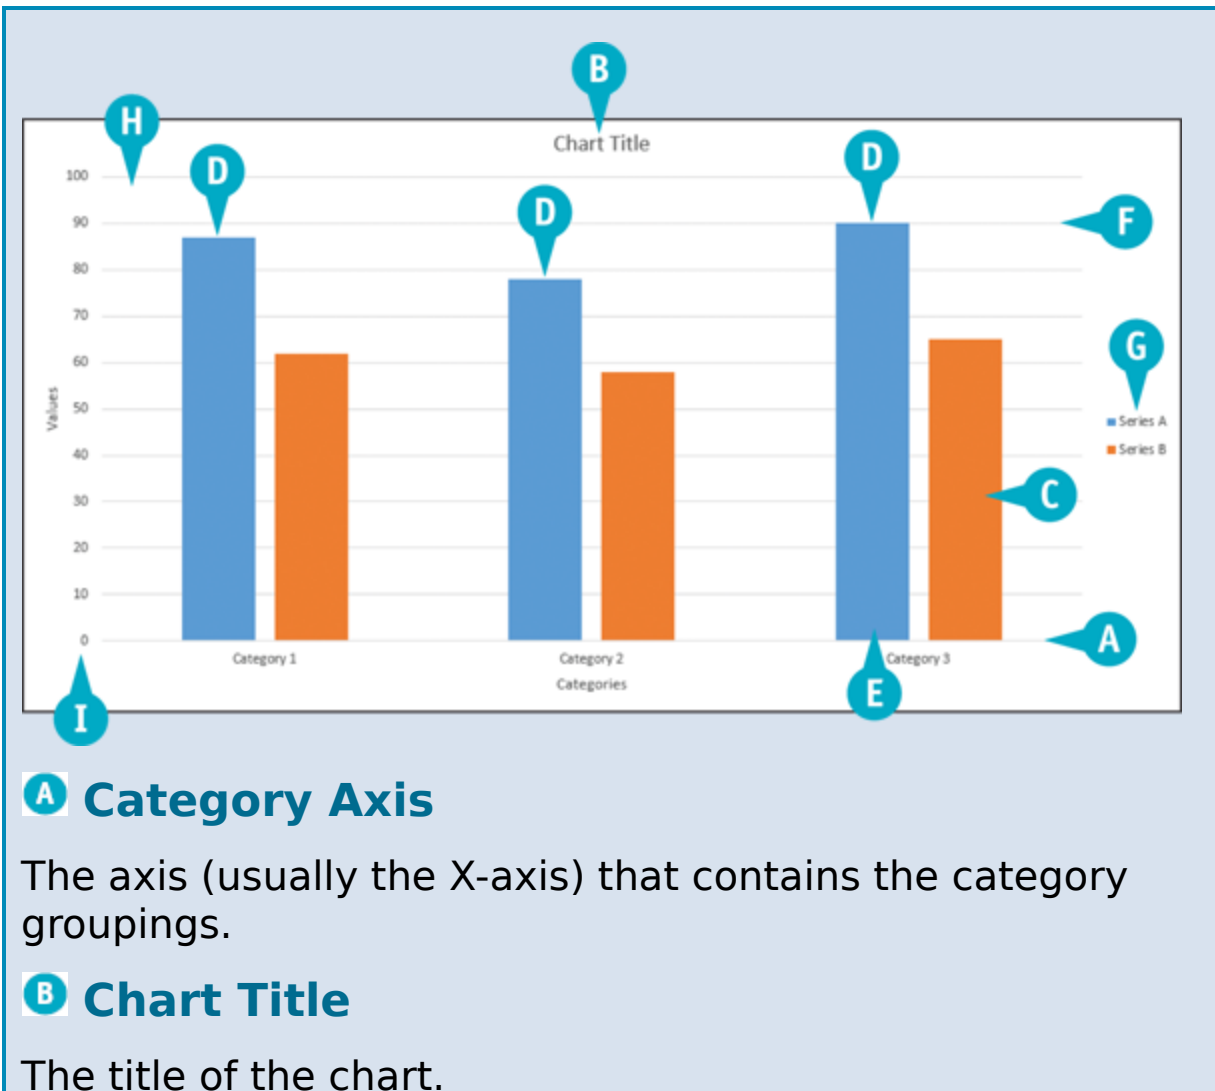 B
H
Chart Title
D
D
D
100
F
90
80
70
G
60
Values
50
Series A
Series B
40
C
30
20
10
0
A
Category 1
Category 2
Category 3
Categories
E
I
A Category Axis
The axis (usually the X-axis) that contains the category
groupings.
B Chart Title
The title of the chart.